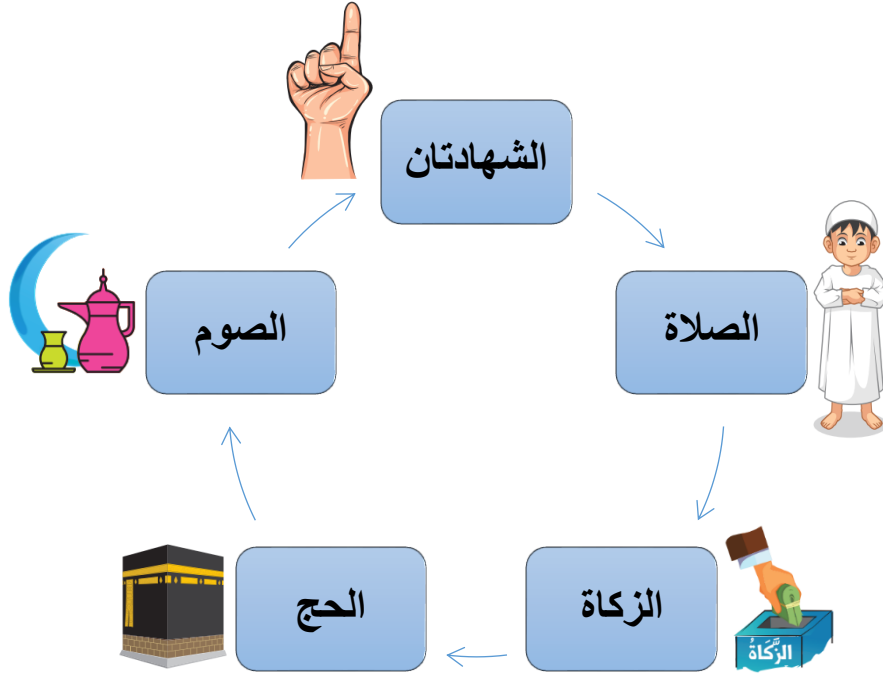 الشهادتان
الصلاة
الزكاة
الزَّكَاةُ
الحج
الصوم